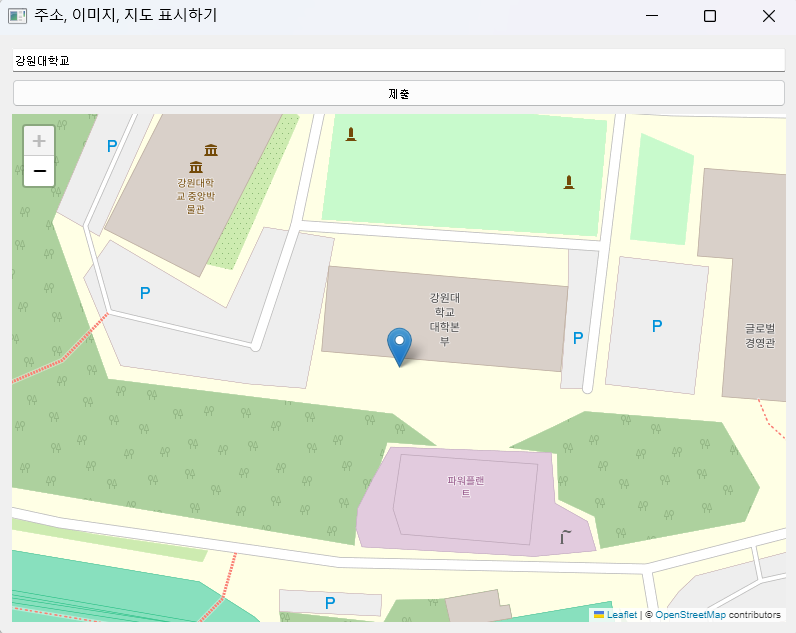 주소, 이미지, 지도 표시하기
강원대학교
제출
+
−
P
강원대학
교 중앙박
물관
P
강원대
학교
대학본
부
P
P
글로벌
경영관
파워플랜
트
P
Leaflet | © OpenStreetMap contributors